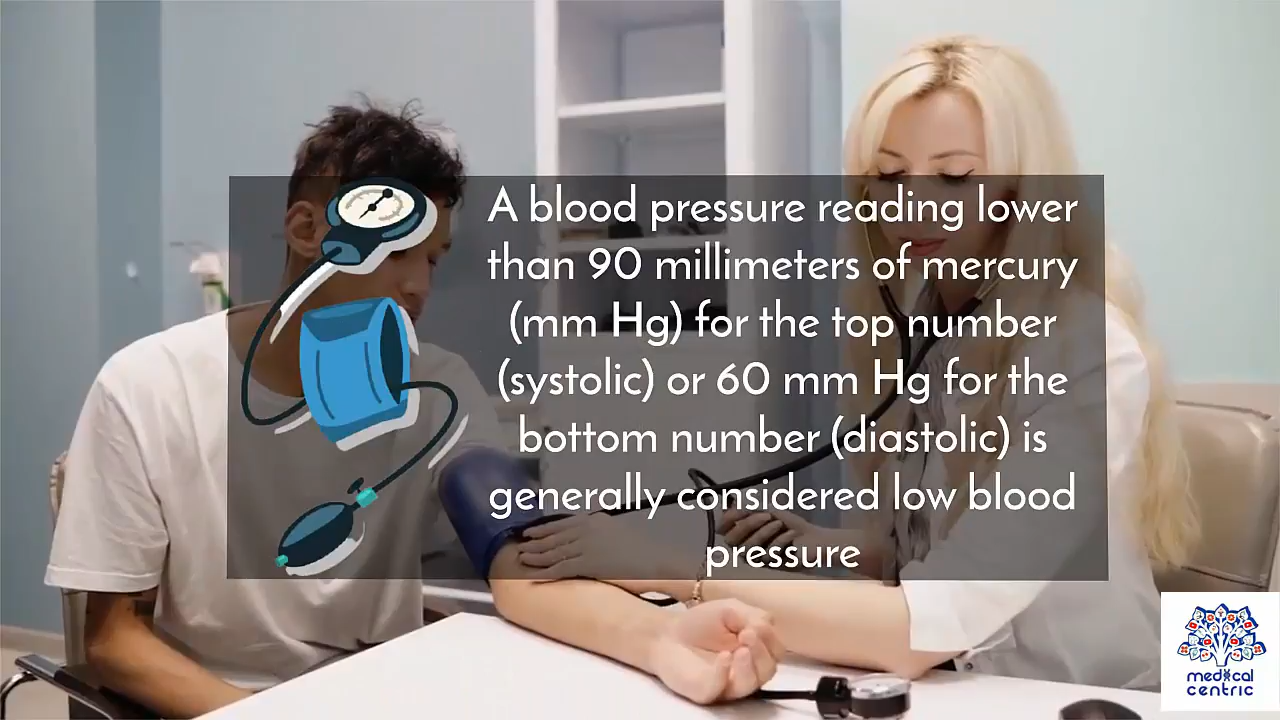 A blood pressure reading lower
than 90 millimeters of mercury
(mm Hg) for the top number
(systolic) or 60 mm Hg for the
bottom number (diastolic) is
generally considered low blood
pressure
medical
centric